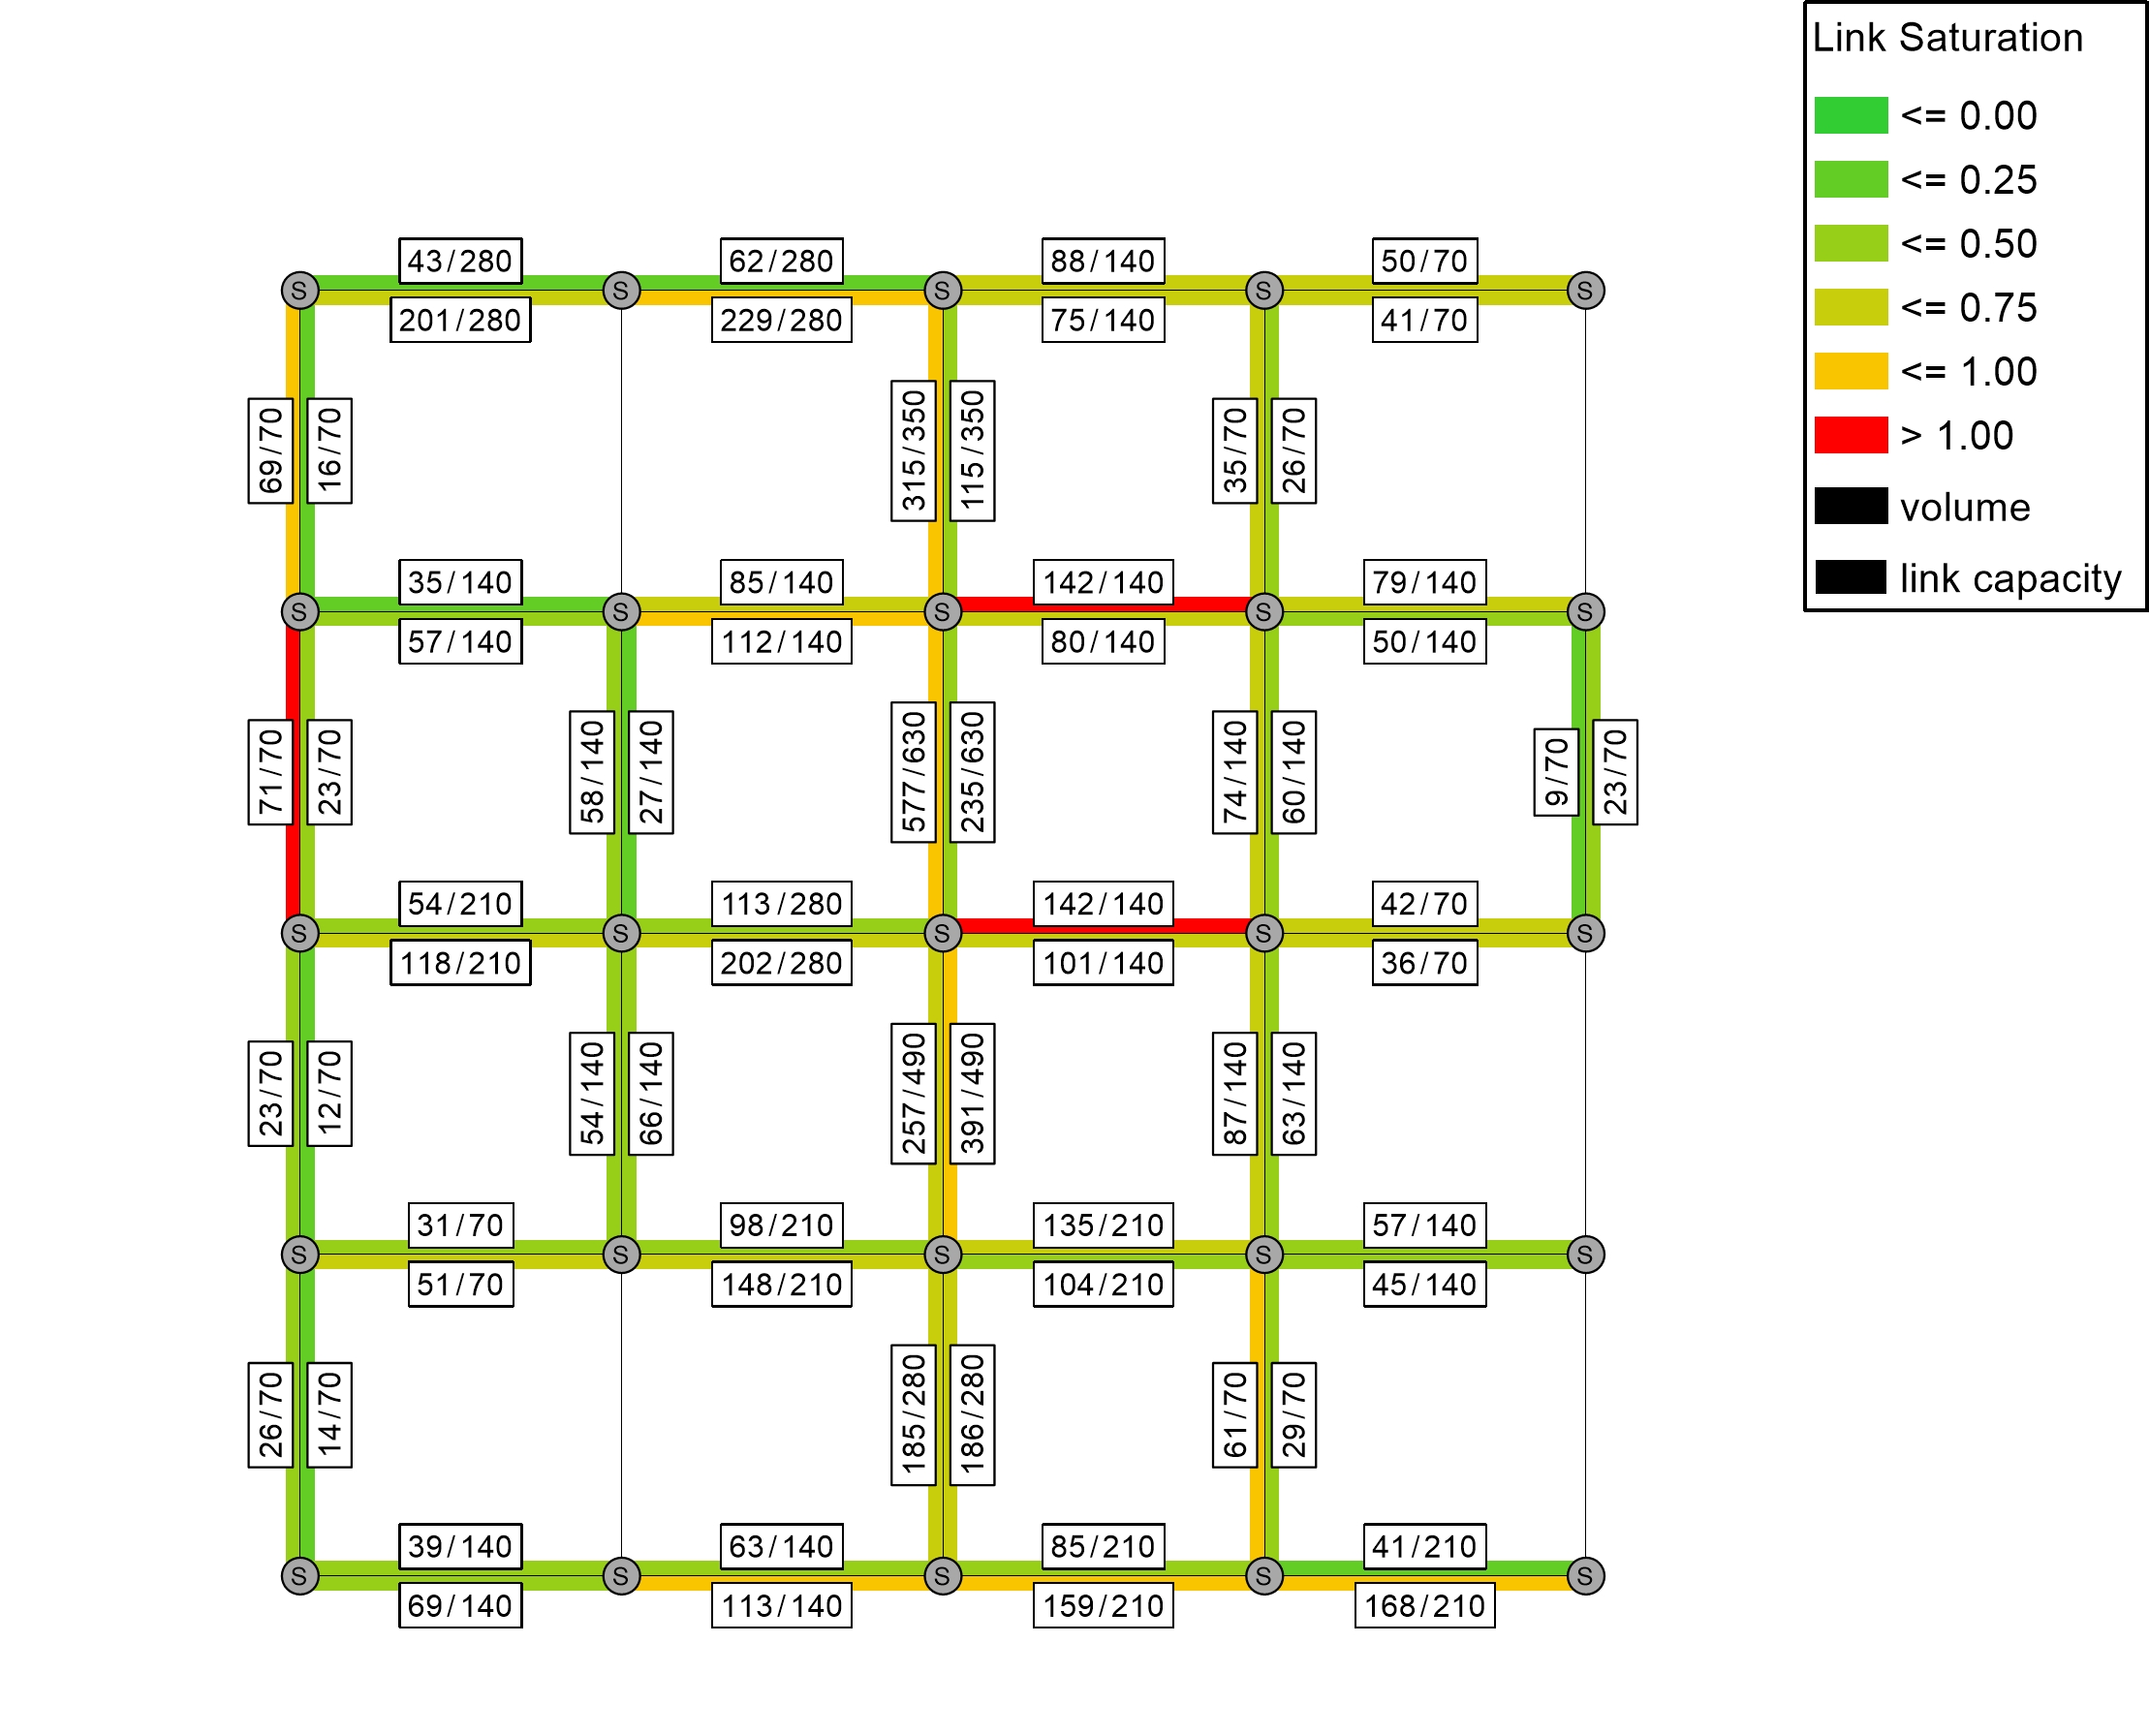 Link Saturation
<= 0.00
<= 0.25
<= 0.50
<= 0.75
<= 1.00
> 1.00
volume
link capacity
43/280
62/280
88/140
50/70
S
S
S
S
S
201/280
229/280
75/140
41/70
69/70
16/70
315/350
115/350
35/70
26/70
35/140
85/140
142/140
79/140
S
S
S
S
S
57/140
112/140
80/140
50/140
71/70
23/70
58/140
27/140
577/630
235/630
74/140
60/140
9/70
23/70
54/210
113/280
142/140
42/70
S
S
S
S
S
118/210
202/280
101/140
36/70
23/70
12/70
54/140
66/140
257/490
391/490
87/140
63/140
31/70
98/210
135/210
57/140
S
S
S
S
S
51/70
148/210
104/210
45/140
26/70
14/70
185/280
186/280
61/70
29/70
39/140
63/140
85/210
41/210
S
S
S
S
S
69/140
113/140
159/210
168/210